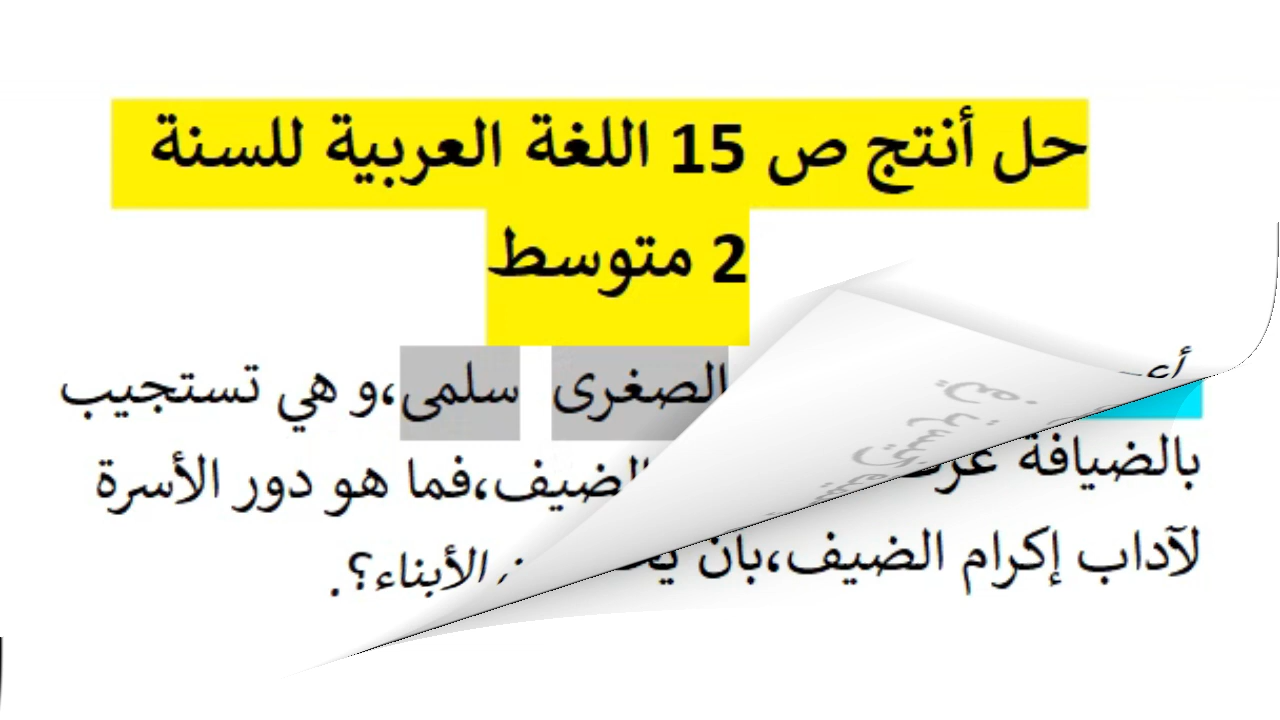 حل أنتج ص 15 اللغة العربية للسنة
2 متوسط
الصغرى سلمى،و هي تستجيب
بالضيافة الضيف،فما هو دور الأسرة
لآداب إكرام الضيف،بان الأبناء؟.